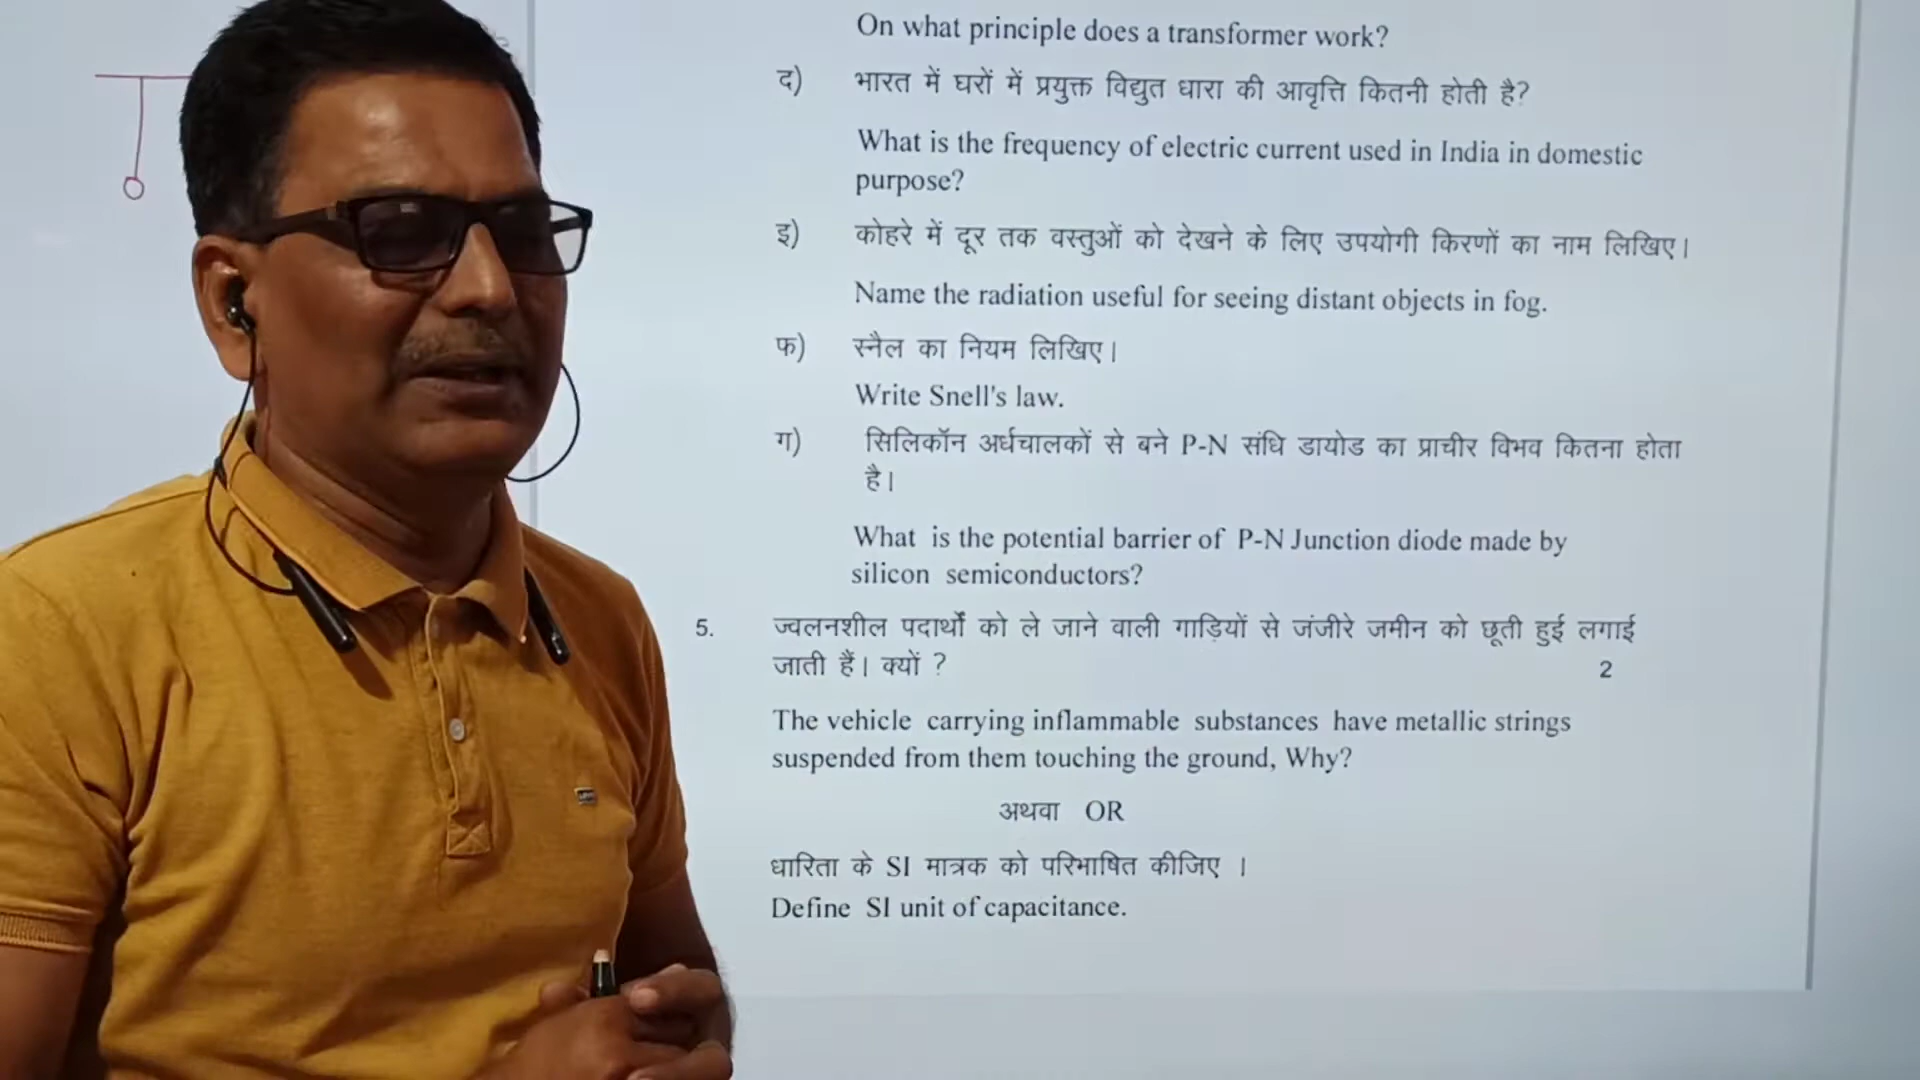 On what principle does a transformer work?
द) भारत में घरों में प्रयुक्त विद्युत धारा की आवृत्ति कितनी होती है?
What is the frequency of electric current used in India in domestic
purpose?
इ) कोहरे में दूर तक वस्तुओं को देखने के लिए उपयोगी किरणों का नाम लिखिए।
Name the radiation useful for seeing distant objects in fog.
फ) स्नैल का नियम लिखिए।
Write Snell's law.
ग) सिलिकॉन अर्धचालकों से बने P-N संधि डायोड का प्राचीर विभव कितना होता
है।
What is the potential barrier of P-N Junction diode made by
silicon semiconductors?
5. ज्वलनशील पदार्थों को ले जाने वाली गाड़ियों से जंजीरे जमीन को छूती हुई लगाई
जाती हैं। क्यों ? 2
The vehicle carrying inflammable substances have metallic strings
suspended from them touching the ground, Why?
अथवा OR
धारिता के SI मात्रक को परिभाषित कीजिए ।
Define SI unit of capacitance.